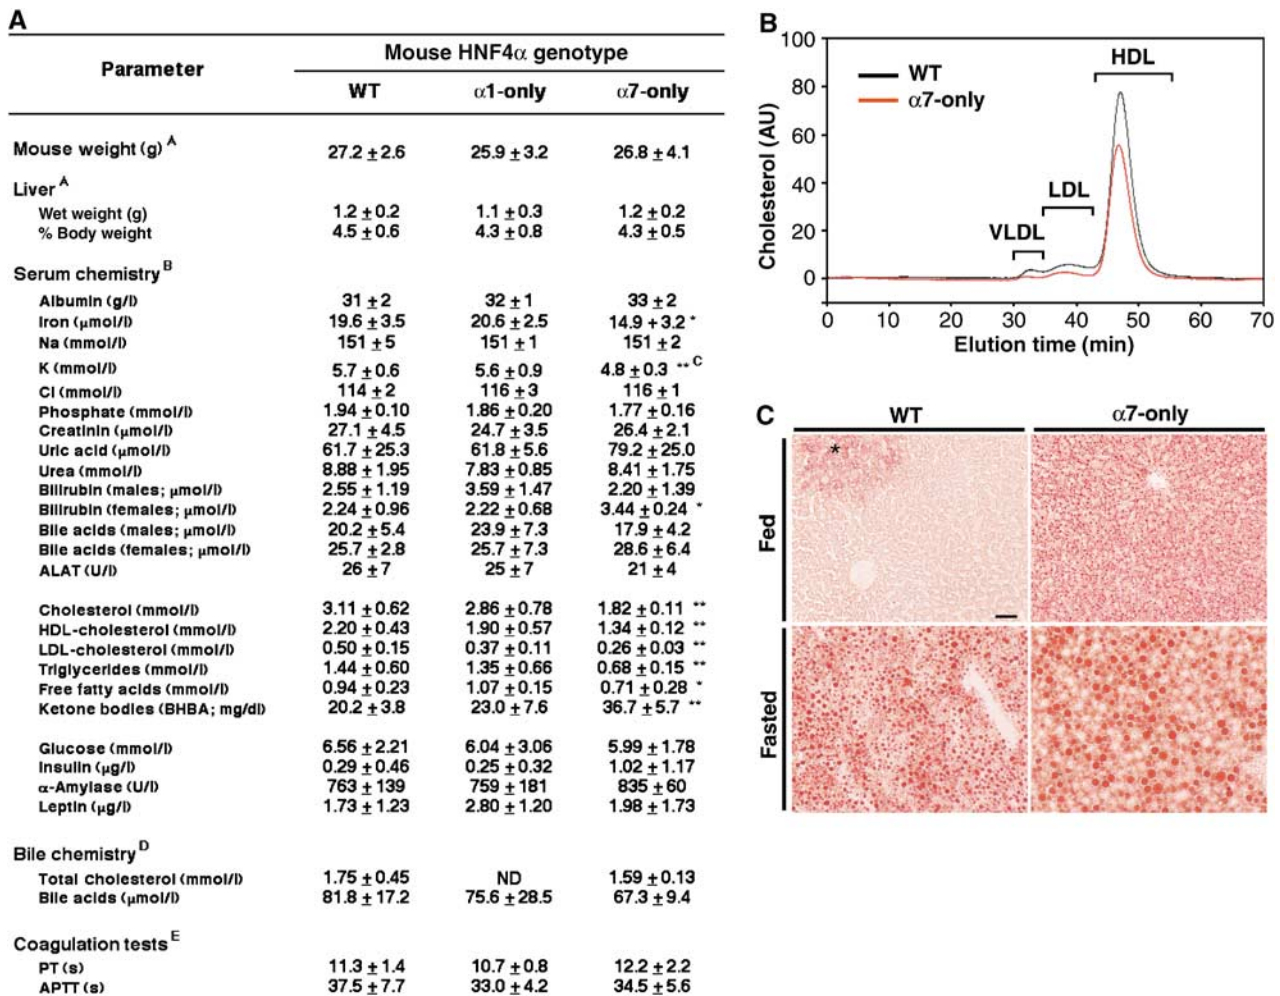 A
Mouse HNF4α genotype
Parameter
WT α1-only α7-only
Mouse weight (g) A 27.2 ± 2.6 25.9 ± 3.2 26.8 ± 4.1
Liver A
Wet weight (g) 1.2 ± 0.2 1.1 ± 0.3 1.2 ± 0.2
% Body weight 4.5 ± 0.6 4.3 ± 0.8 4.3 ± 0.5
Serum chemistry B
Albumin (g/l) 31 ± 2 32 ± 1 33 ± 2
Iron (μmol/l) 19.6 ± 3.5 20.6 ± 2.5 14.9 + 3.2 *
Na (mmol/l) 151 ± 5 151 ± 1 151 ± 2
K (mmol/l) 5.7 ± 0.6 5.6 ± 0.9 4.8 ± 0.3 ** C
Cl (mmol/l) 114 ± 2 116 ± 3 116 ± 1
Phosphate (mmol/l) 1.94 ± 0.10 1.86 ± 0.20 1.77 ± 0.16
Creatinin (μmol/l) 27.1 ± 4.5 24.7 ± 3.5 26.4 ± 2.1
Uric acid (μmol/l) 61.7 ± 25.3 61.8 ± 5.6 79.2 ± 25.0
Urea (mmol/l) 8.88 ± 1.95 7.83 ± 0.85 8.41 ± 1.75
Bilirubin (males; μmol/l) 2.55 ± 1.19 3.59 ± 1.47 2.20 ± 1.39
Bilirubin (females; μmol/l) 2.24 ± 0.96 2.22 ± 0.68 3.44 ± 0.24 *
Bile acids (males; μmol/l) 20.2 ± 5.4 23.9 ± 7.3 17.9 ± 4.2
Bile acids (females; μmol/l) 25.7 ± 2.8 25.7 ± 7.3 28.6 ± 6.4
ALAT (U/l) 26 ± 7 25 ± 7 21 ± 4
Cholesterol (mmol/l) 3.11 ± 0.62 2.86 ± 0.78 1.82 ± 0.11 **
HDL-cholesterol (mmol/l) 2.20 ± 0.43 1.90 ± 0.57 1.34 ± 0.12 **
LDL-cholesterol (mmol/l) 0.50 ± 0.15 0.37 ± 0.11 0.26 ± 0.03 **
Triglycerides (mmol/l) 1.44 ± 0.60 1.35 ± 0.66 0.68 ± 0.15 **
Free fatty acids (mmol/l) 0.94 ± 0.23 1.07 ± 0.15 0.71 ± 0.28 *
Ketone bodies (BHBA; mg/dl) 20.2 ± 3.8 23.0 ± 7.6 36.7 ± 5.7 **
Glucose (mmol/l) 6.56 ± 2.21 6.04 ± 3.06 5.99 ± 1.78
Insulin (μg/l) 0.29 ± 0.46 0.25 ± 0.32 1.02 ± 1.17
α-Amylase (U/l) 763 ± 139 759 ± 181 835 ± 60
Leptin (μg/l) 1.73 ± 1.23 2.80 ± 1.20 1.98 ± 1.73
Bile chemistry D
Total Cholesterol (mmol/l) 1.75 ± 0.45 ND 1.59 ± 0.13
Bile acids (μmol/l) 81.8 ± 17.2 75.6 ± 28.5 67.3 ± 9.4
Coagulation tests E
PT (s) 11.3 ± 1.4 10.7 ± 0.8 12.2 ± 2.2
APTT (s) 37.5 ± 7.7 33.0 ± 4.2 34.5 ± 5.6
B
Cholesterol (AU)
100
80
60
40
20
0
WT
α7-only
VLDL
LDL
HDL
0 10 20 30 40 50 60 70
Elution time (min)
C
WT α7-only
Fed
*
Fasted